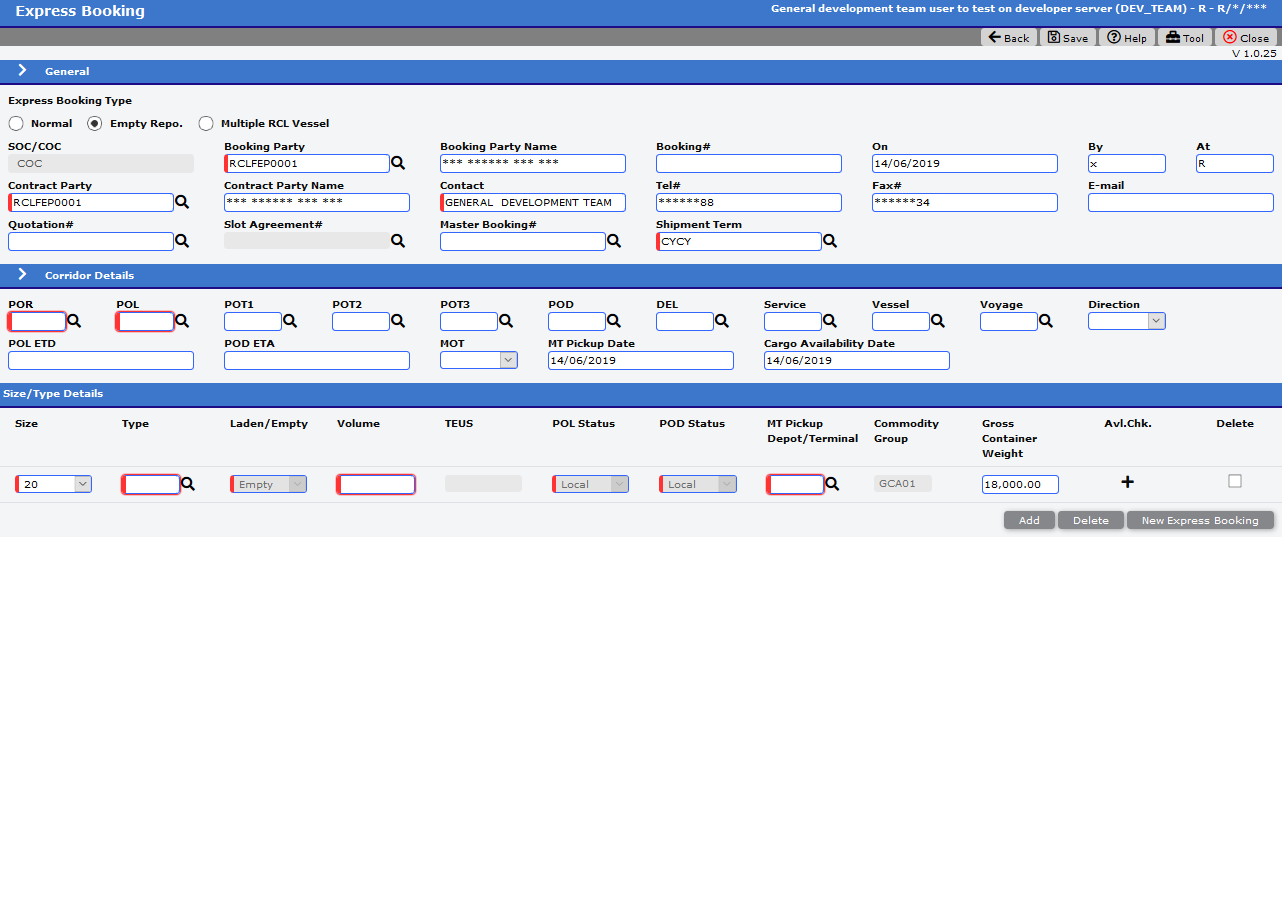 Express Booking General development team user to test on developer server (DEV_TEAM) - R - R/*/***
Back Save Help Tool Close
V 1.0.25
General
Express Booking Type
Normal Empty Repo. Multiple RCL Vessel
SOC/COC Booking Party Booking Party Name Booking# On By At
COC RCLFEP0001 *** ****** *** *** 14/06/2019 x R
Contract Party Contract Party Name Contact Tel# Fax# E-mail
RCLFEP0001 *** ****** *** *** GENERAL DEVELOPMENT TEAM ******88 ******34
Quotation# Slot Agreement# Master Booking# Shipment Term
CYCY
Corridor Details
POR POL POT1 POT2 POT3 POD DEL Service Vessel Voyage Direction
POL ETD POD ETA MOT MT Pickup Date Cargo Availability Date
14/06/2019 14/06/2019
Size/Type Details
Size Type Laden/Empty Volume TEUS POL Status POD Status MT Pickup Commodity Gross Avl.Chk. Delete
Depot/Terminal Group Container
Weight
20 Empty Local Local GCA01 18,000.00
Add Delete New Express Booking